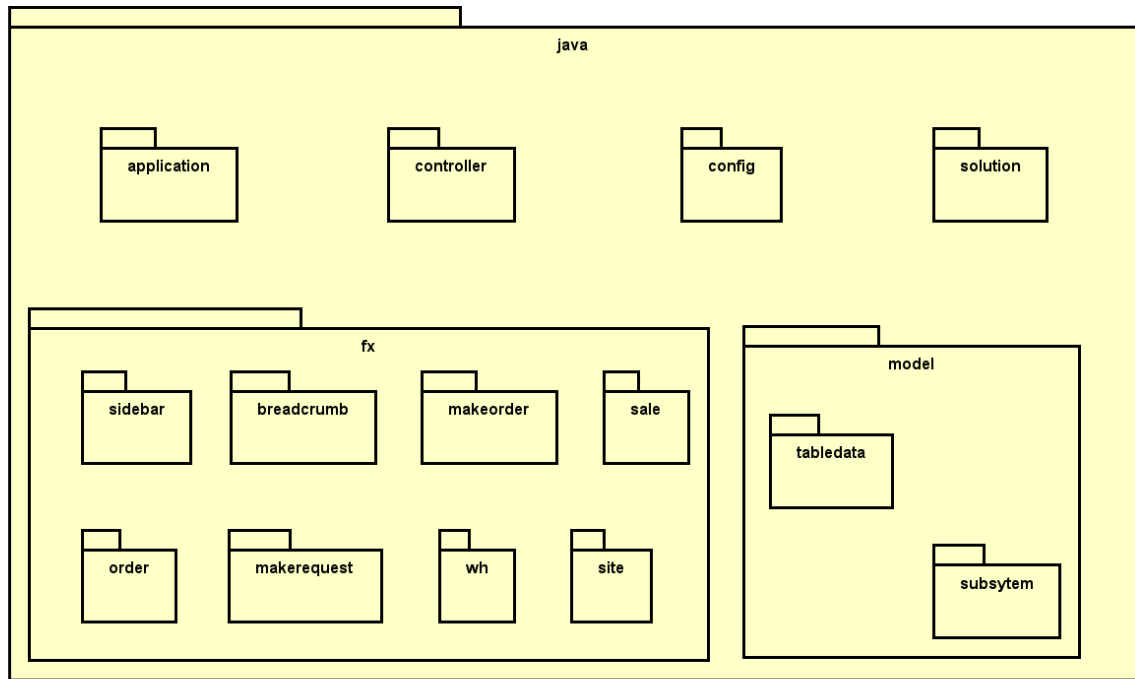 java
application
controller
config
solution
fx
sidebar
breadcrumb
makeorder
sale
order
makerequest
wh
site
model
tabledata
subsytem